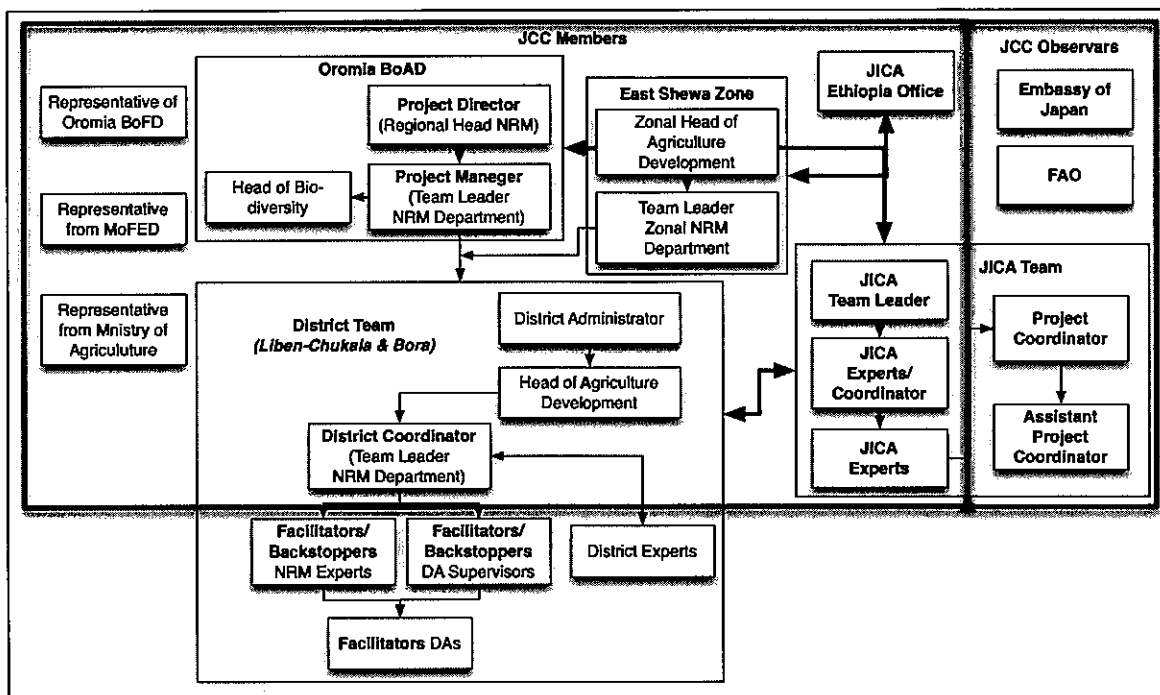 JCC Members
JCC Observars
Oromia BoAD
Representative of
Oromia BoFD
Project Director
(Regional Head NRM)
Project Manager
(Team Leader
NRM Department)
Head of Bio-
diversity
East Shewa Zone
Zonal Head of
Agriculture
Development
Team Leader
Zonal NRM
Department
JICA
Ethiopia Office
Embassy of
Japan
FAO
Representative
from MoFED
Representative
from Mnistry of
Agriculuture
District Team
(Liben-Chukala & Bora)
District Administrator
Head of Agriculture
Development
District Coordinator
(Team Leader
NRM Department)
JICA Team
JICA
Team Leader
JICA
Experts/
Coordinator
JICA
Experts
Project
Coordinator
Assistant
Project
Coordinator
Facilitators/
Backstoppers
NRM Experts
Facilitators/
Backstoppers
DA Supervisors
District Experts
Facilitators DAs